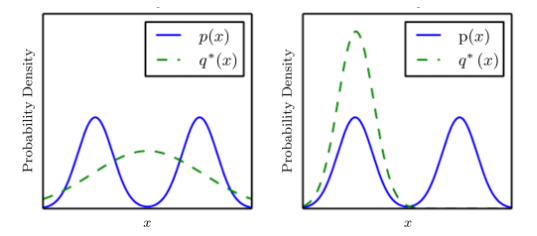 Probability Density
p(x)
q*(x)
x
Probability Density
p(x)
q* (x)
x